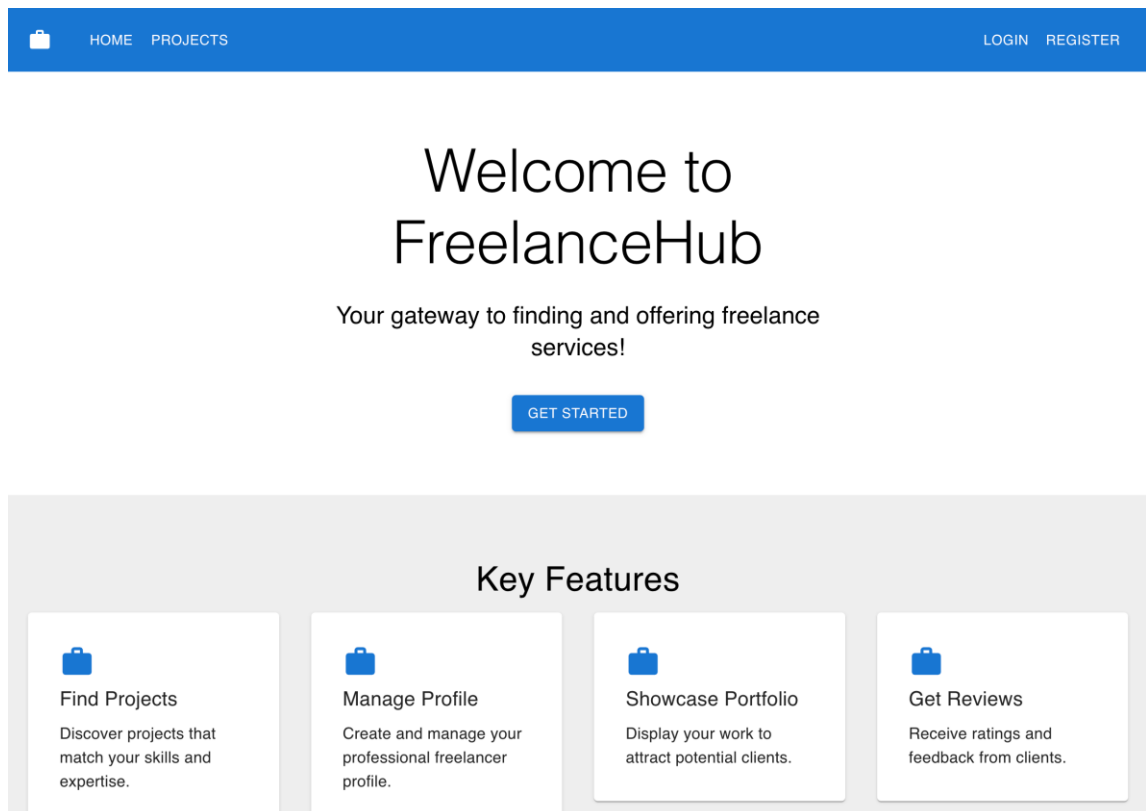 HOME PROJECTS LOGIN REGISTER
Welcome to
FreelanceHub
Your gateway to finding and offering freelance
services!
GET STARTED
Key Features
Find Projects
Discover projects that
match your skills and
expertise.
Manage Profile
Create and manage your
professional freelancer
profile.
Showcase Portfolio
Display your work to
attract potential clients.
Get Reviews
Receive ratings and
feedback from clients.